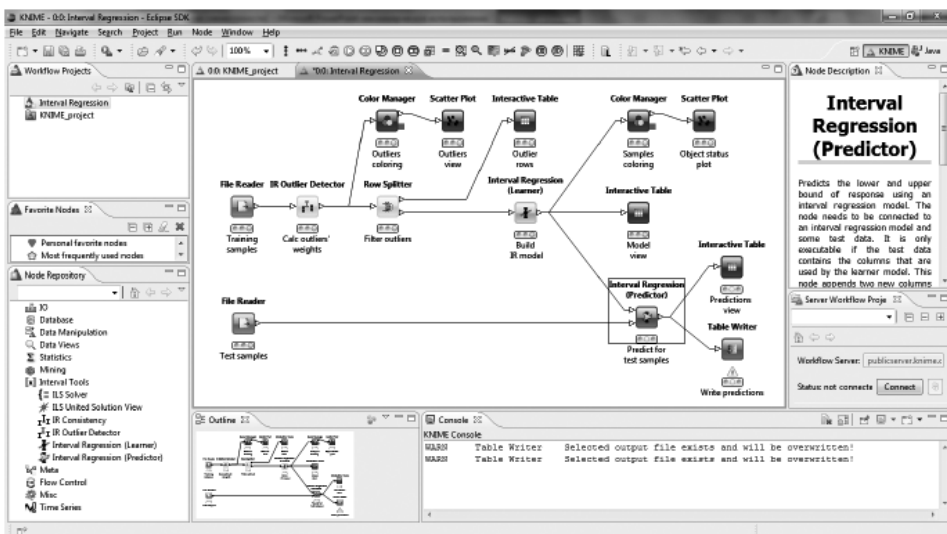 KNIME - 0:0: Interval Regression - Eclipse SDK
File Edit Navigate Search Project Run Node Window Help
100%
KNIME Java
Workflow Projects
Interval Regression
KNIME_project
Favorite Nodes
Personal favorite nodes
Most frequently used nodes
Node Repository
IO
Database
Data Manipulation
Data Views
Statistics
Mining
Interval Tools
ILS Solver
ILS United Solution View
IR Consistency
IR Outlier Detector
Interval Regression (Learner)
Interval Regression (Predictor)
Meta
Flow Control
Misc
Time Series
0:0: KNIME_project
*0:0: Interval Regression
Color Manager
Outliers
coloring
Scatter Plot
Outliers
view
Interactive Table
Outlier
rows
Color Manager
Samples
coloring
Scatter Plot
Object status
plot
File Reader
Training
samples
IR Outlier Detector
Calc outliers'
weights
Row Splitter
Filter outliers
Interval Regression
(Learner)
Build
IR model
Interactive Table
Model
view
Interactive Table
Predictions
view
File Reader
Test samples
Interval Regression
(Predictor)
Predict for
test samples
Table Writer
Write predictions
Node Description
Interval
Regression
(Predictor)
Predicts the lower and upper
bound of response using an
interval regression model. The
node needs to be connected to
an interval regression model and
some test data. It is only
executable if the test data
contains the columns that are
used by the learner model. This
node appends two new columns
Server Workflow Proje
Workflow Server: publicserver.knime.c
Status: not connecte Connect
Outline
Console
KNIME Console
WARN Table Writer Selected output file exists and will be overwritten!
WARN Table Writer Selected output file exists and will be overwritten!